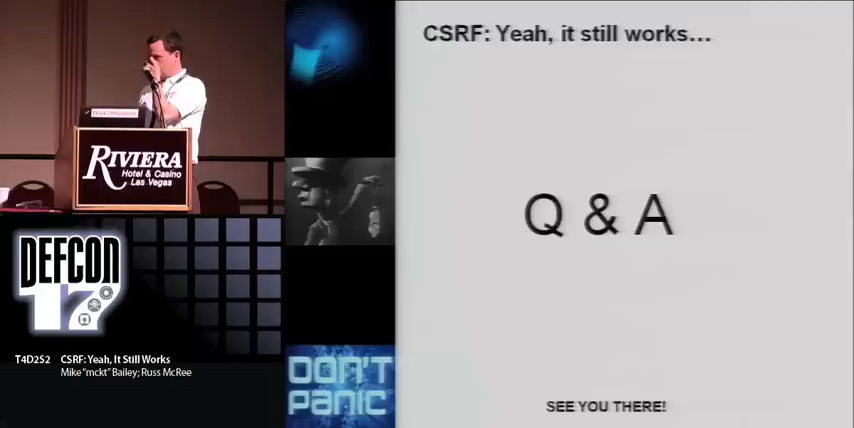 RIVIERA
Hotel & Casino
Las Vegas
DEFCON
17
T4D2S2 CSRF: Yeah, It Still Works
Mike "mckt" Bailey; Russ McRee
DON'T
PANIC
CSRF: Yeah, it still works...
Q & A
SEE YOU THERE!